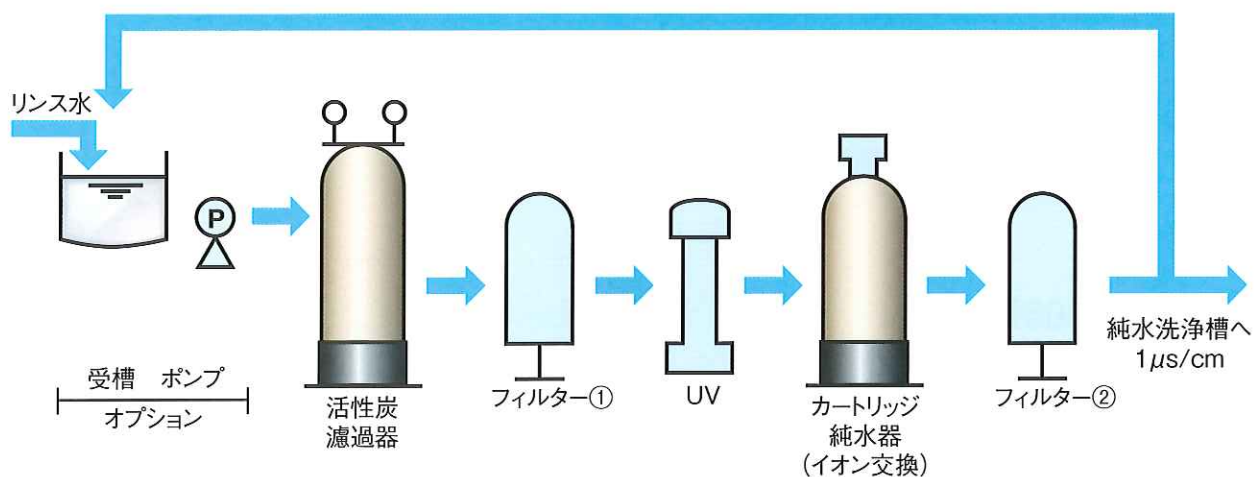 リンス水
P
受槽 ポンプ
オプション
活性炭
濾過器
フィルター①
UV
カートリッジ
純水器
(イオン交換)
フィルター②
純水洗浄槽へ
1μs/cm